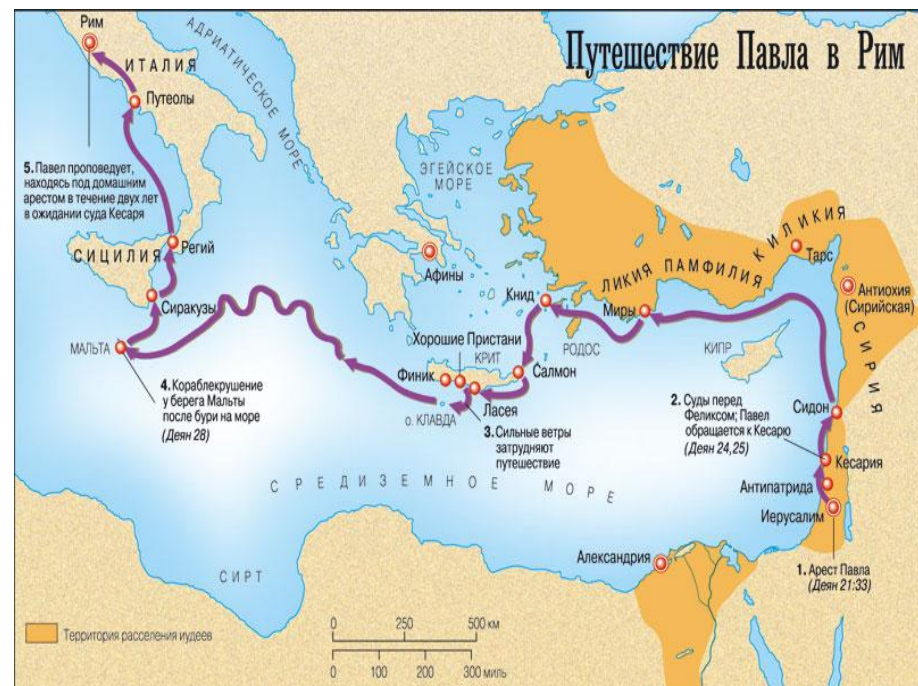 Путешествие Павла в Рим
Рим
ИТАЛИЯ
Путеолы
АДРИАТИЧЕСКОЕ МОРЕ
5. Павел проповедует,
находясь под домашним
арестом в течение двух лет
в ожидании суда Кесаря
ЭГЕЙСКОЕ
МОРЕ
СИЦИЛИЯ
Регий
Сиракузы
МАЛЬТА
Афины
Книд
ЛИКИЯ
ПАМФИЛИЯ
КИЛИКИЯ
Тарс
Антиохия
(Сирийская)
СИРИЯ
Миры
РОДОС
КИПР
Хорошие Пристани
КРИТ
Финик
Салмон
Ласея
о. КЛАВДА
4. Кораблекрушение
у берега Мальты
после бури на море
(Деян 28)
3. Сильные ветры
затрудняют
путешествие
2. Суды перед
Феликсом; Павел
обращается к Кесарю
(Деян 24,25)
Сидон
Кесария
Антипатрида
Иерусалим
СРЕДИЗЕМНОЕ МОРЕ
Александрия
1. Арест Павла
(Деян 21:33)
СИРТ
Территория расселения иудеев
0 250 500 км
0 100 200 300 миль